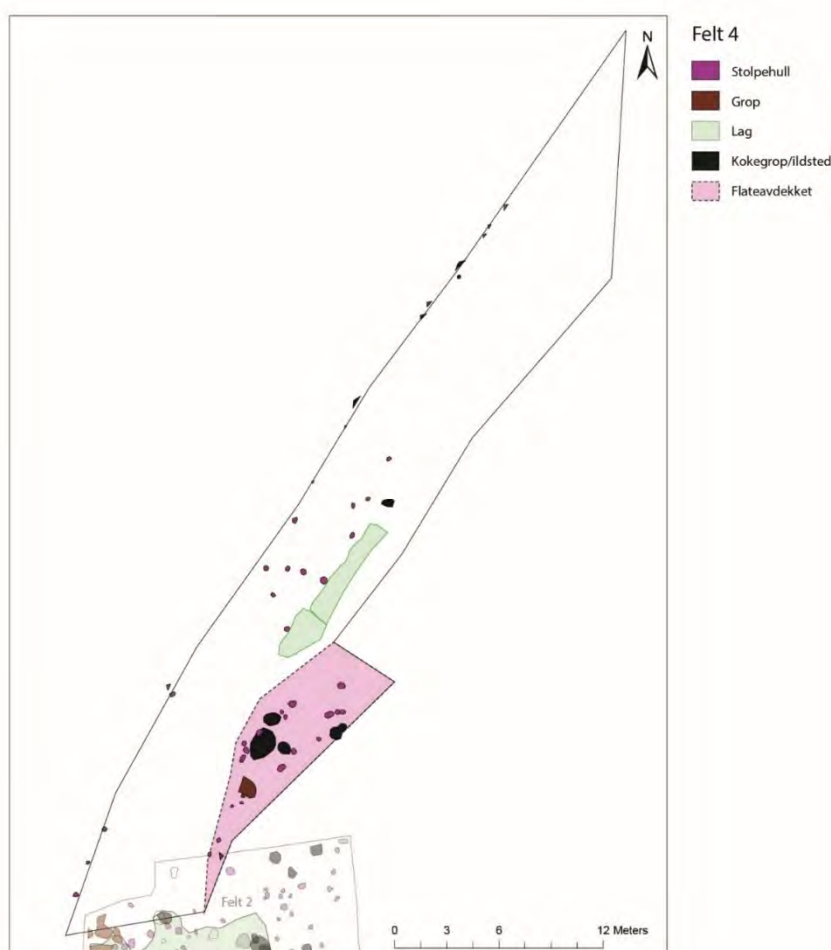 N
Felt 4
Stolpehull
Grop
Lag
Kokegrop/ildsted
Flateavdekket
Felt 2
0 3 6 12 Meters